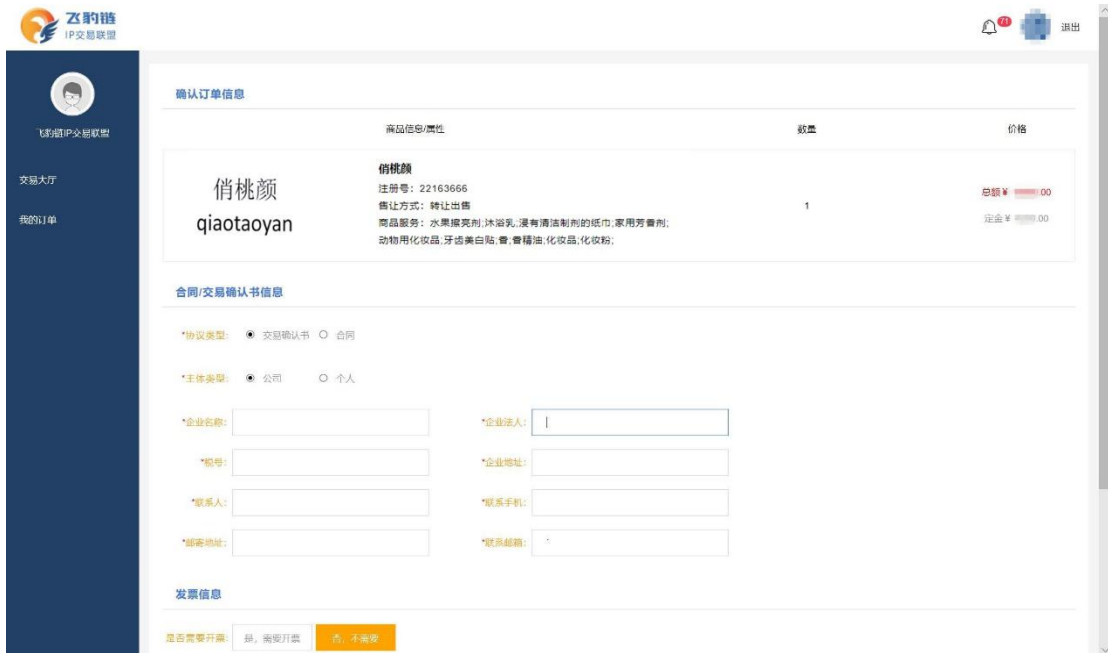 飞豹链
IP交易联盟
71
退出
飞豹链IP交易联盟
交易大厅
我的订单
确认订单信息
商品信息/属性 数量 价格
俏桃颜
qiaotaoyan
俏桃颜
注册号：22163666
售让方式：转让出售
商品服务：水果擦亮剂;沐浴乳;浸有清洁制剂的纸巾;家用芳香剂;
动物用化妆品;牙齿美白贴;香;香精油;化妆品;化妆粉;
1
总额¥ .00
定金¥ .00
合同/交易确认书信息
*协议类型: 交易确认书 合同
*主体类型: 公司 个人
*企业名称: *企业法人:
*税号: *企业地址:
*联系人: *联系手机:
*邮寄地址: *联系邮箱:
发票信息
是否需要开票: 是，需要开票 否，不需要